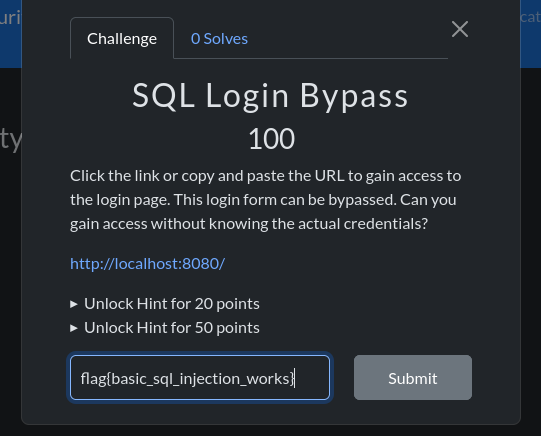 uri
Challenge
0 Solves
cat
ty
SQL Login Bypass
100
Click the link or copy and paste the URL to gain access to
the login page. This login form can be bypassed. Can you
gain access without knowing the actual credentials?
http://localhost:8080/
Unlock Hint for 20 points
Unlock Hint for 50 points
flag{basic_sql_injection_works}
Submit